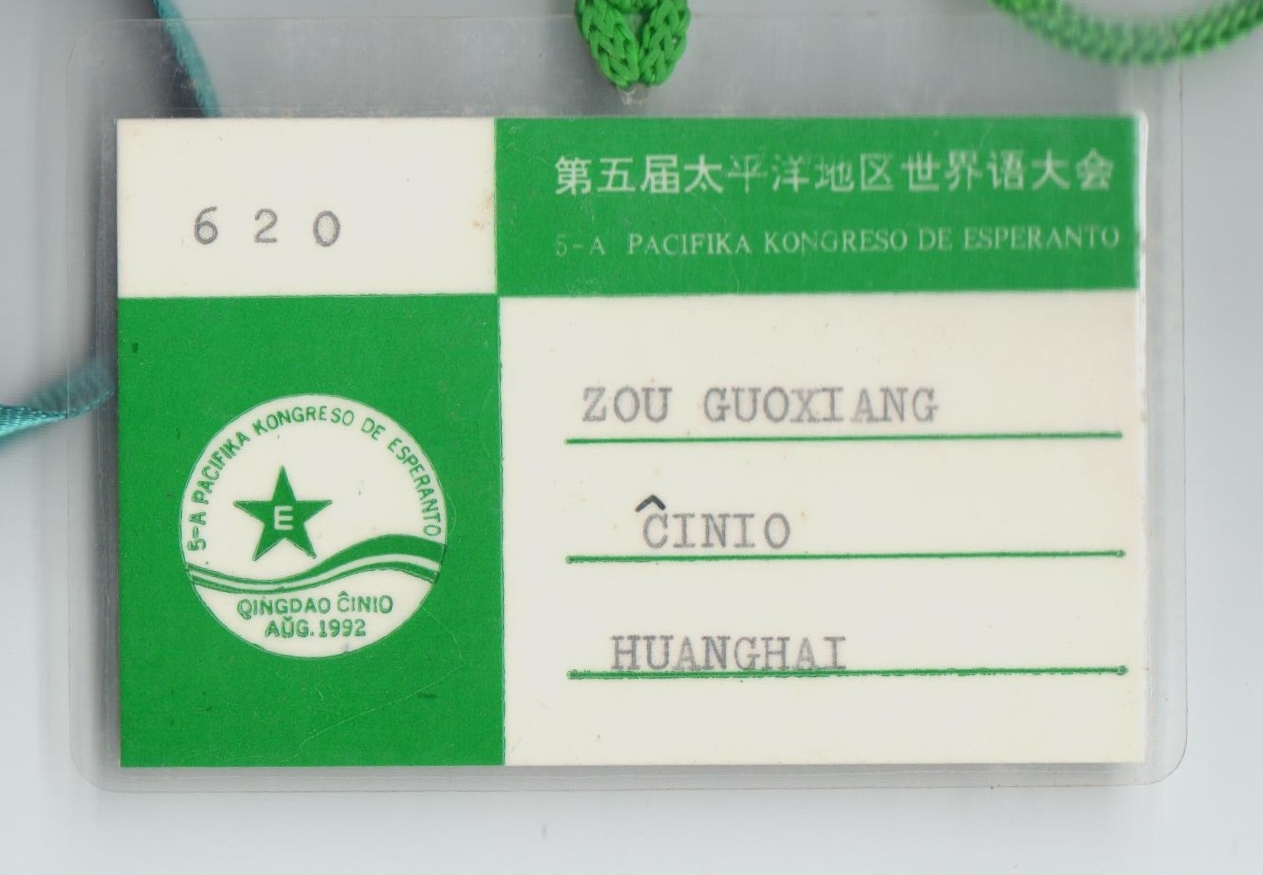 620
第五届太平洋地区世界语大会
5-A PACIFIKA KONGRESO DE ESPERANTO
ZOU GUOXIANG
ĈINIO
HUANGHAI
5-A PACIFIKA KONGRESO DE ESPERANTO
E
QINGDAO ĈINIO
AŬG. 1992